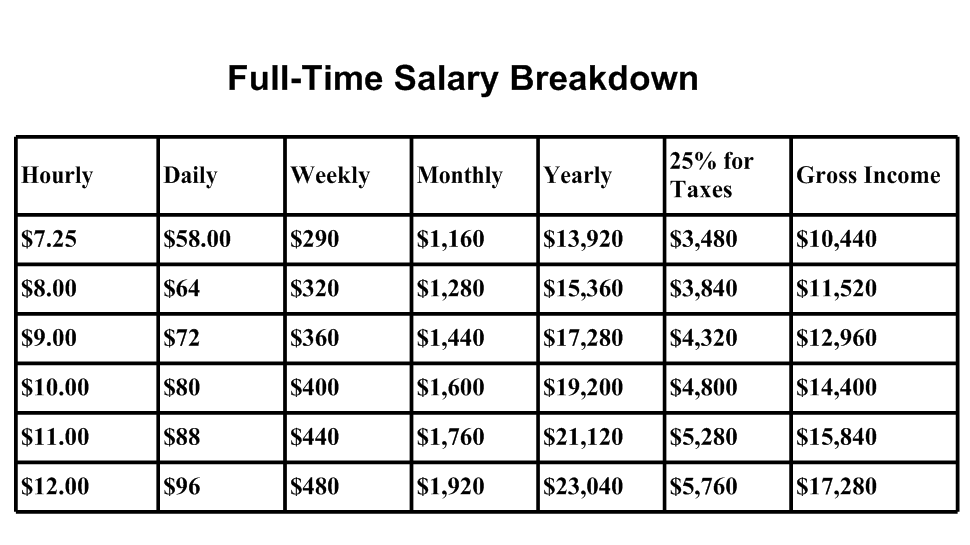 Full-Time Salary Breakdown
Hourly Daily Weekly Monthly Yearly 25% for Taxes Gross Income
$7.25 $58.00 $290 $1,160 $13,920 $3,480 $10,440
$8.00 $64 $320 $1,280 $15,360 $3,840 $11,520
$9.00 $72 $360 $1,440 $17,280 $4,320 $12,960
$10.00 $80 $400 $1,600 $19,200 $4,800 $14,400
$11.00 $88 $440 $1,760 $21,120 $5,280 $15,840
$12.00 $96 $480 $1,920 $23,040 $5,760 $17,280